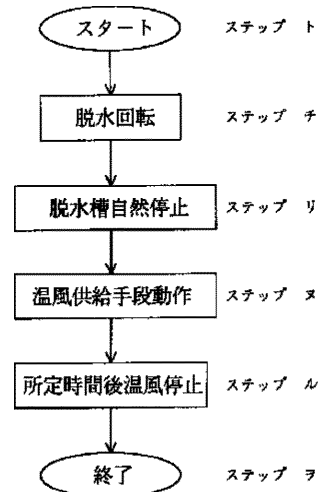 スタート ステップ ト
脱水回転 ステップ チ
脱水槽自然停止 ステップ リ
温風供給手段動作 ステップ ヌ
所定時間後温風停止 ステップ ル
終了 ステップ ヲ